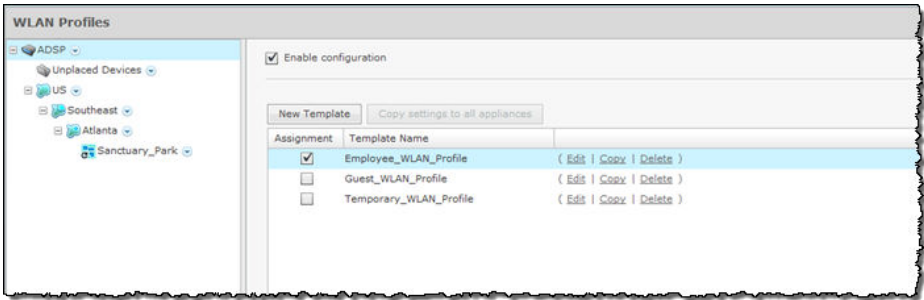 WLAN Profiles
ADSP
Unplaced Devices
US
Southeast
Atlanta
Sanctuary_Park
Enable configuration
New Template Copy settings to all appliances
Assignment Template Name
Employee_WLAN_Profile ( Edit | Copy | Delete )
Guest_WLAN_Profile ( Edit | Copy | Delete )
Temporary_WLAN_Profile ( Edit | Copy | Delete )